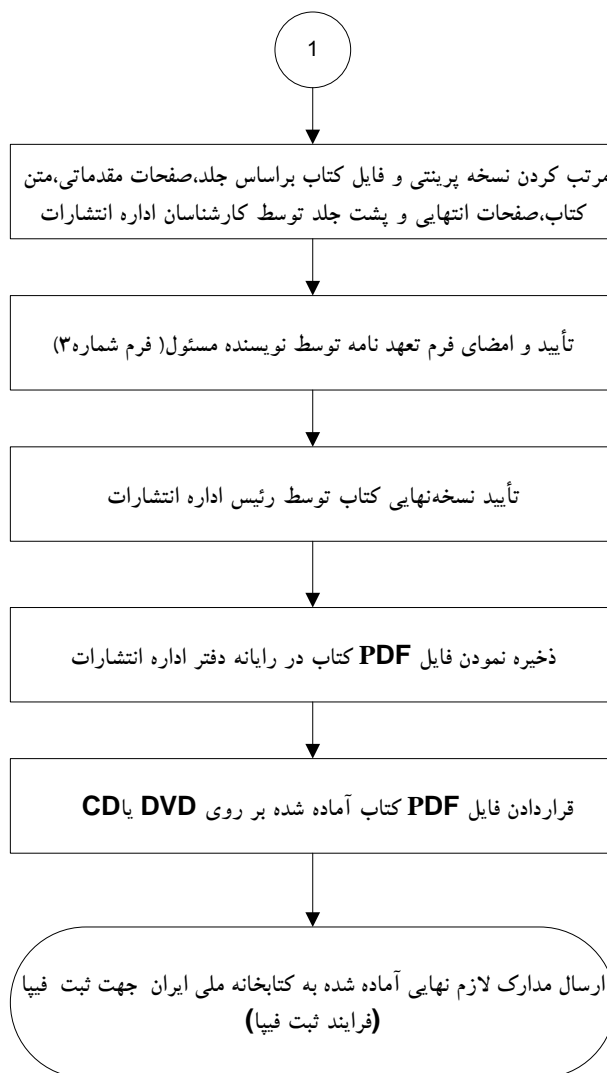 1
مرتب کردن نسخه پرینتی و فایل کتاب براساس جلد،صفحات مقدماتی،متن
کتاب،صفحات انتهایی و پشت جلد توسط کارشناسان اداره انتشارات
تأیید و امضای فرم تعهد نامه توسط نویسنده مسئول( فرم شماره۳)
تأیید نسخه‌نهایی کتاب توسط رئیس اداره انتشارات
ذخیره نمودن فایل PDF کتاب در رایانه دفتر اداره انتشارات
قراردادن فایل PDF کتاب آماده شده بر روی DVD یاCD
ارسال مدارک لازم نهایی آماده شده به کتابخانه ملی ایران جهت ثبت فیپا
(فرایند ثبت فیپا)